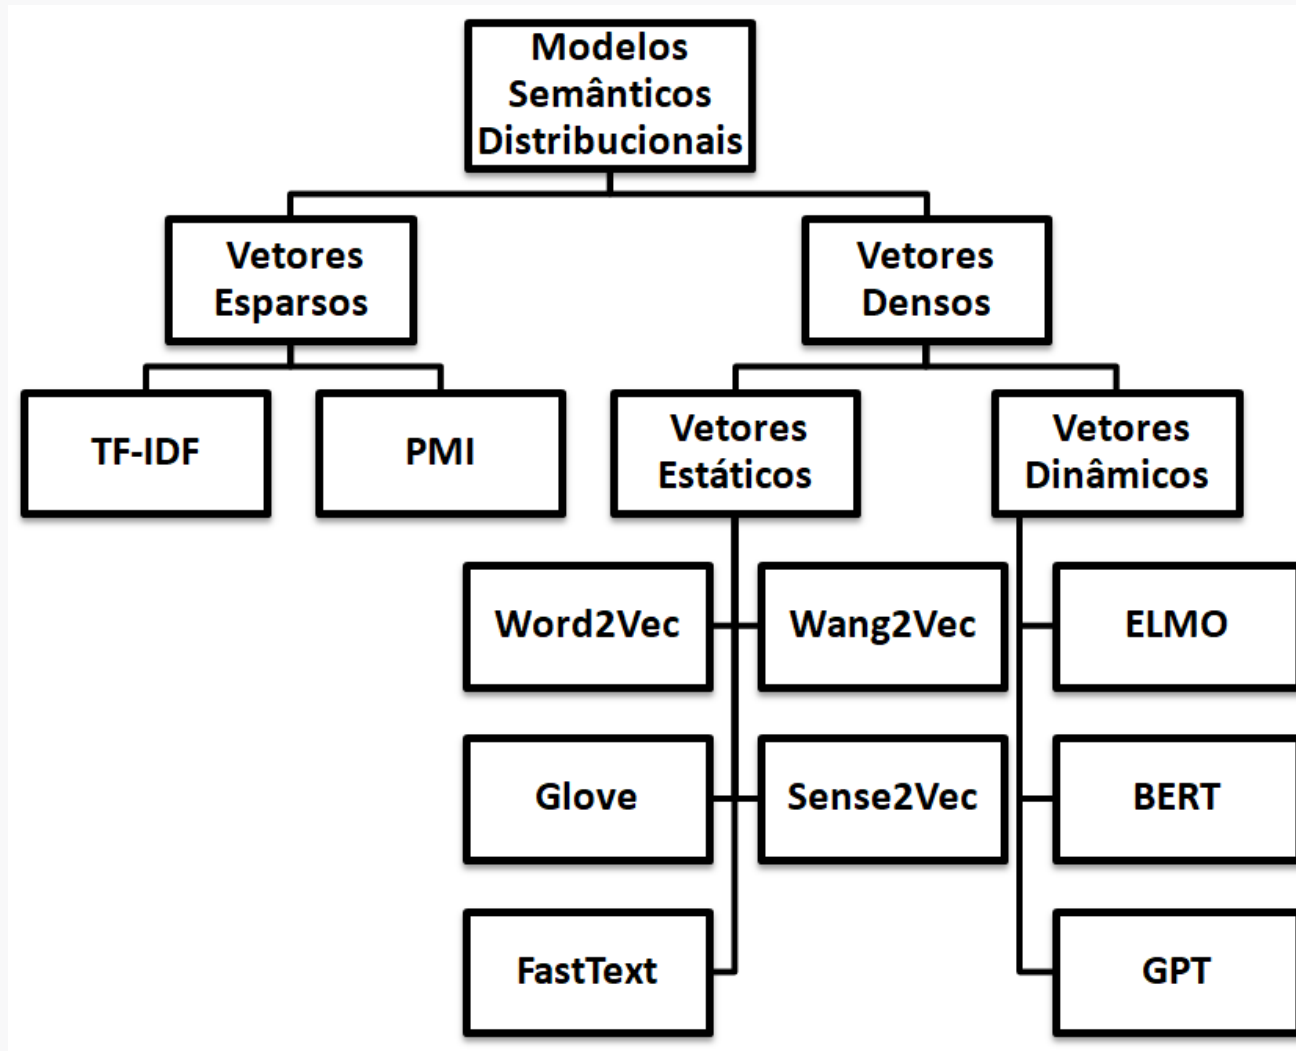 Modelos
Semânticos
Distribucionais
Vetores
Esparsos
Vetores
Densos
TF-IDF
PMI
Vetores
Estáticos
Vetores
Dinâmicos
Word2Vec
Wang2Vec
ELMO
Glove
Sense2Vec
BERT
FastText
GPT